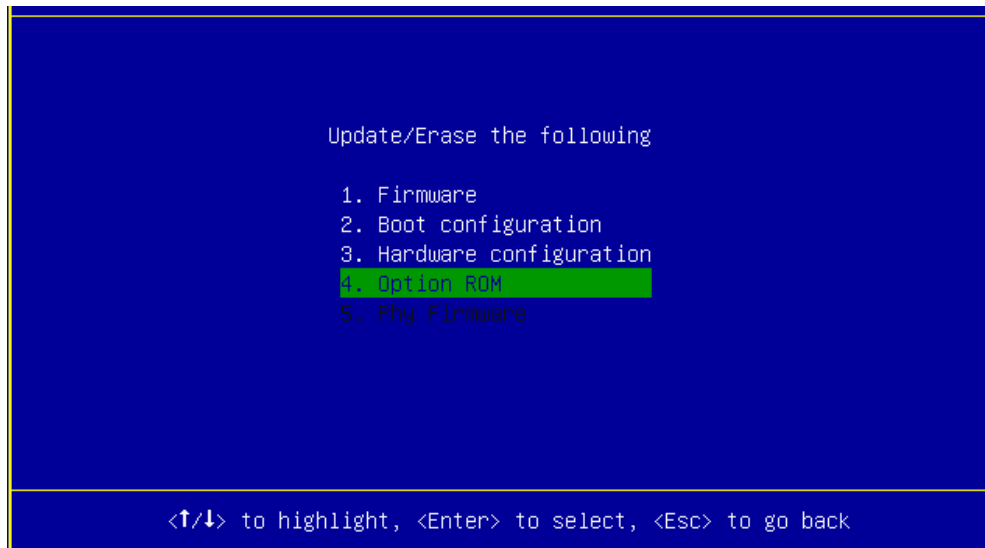 Update/Erase the following
1. Firmware
2. Boot configuration
3. Hardware configuration
4. Option ROM
5. Phy Firmware
<↑/↓> to highlight, <Enter> to select, <Esc> to go back